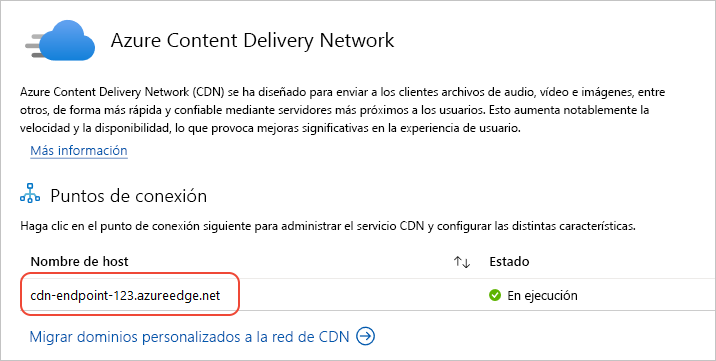 Azure Content Delivery Network
Azure Content Delivery Network (CDN) se ha diseñado para enviar a los clientes archivos de audio, vídeo e imágenes, entre
otros, de forma más rápida y confiable mediante servidores más próximos a los usuarios. Esto aumenta notablemente la
velocidad y la disponibilidad, lo que provoca mejoras significativas en la experiencia de usuario.
Más información
Puntos de conexión
Haga clic en el punto de conexión siguiente para administrar el servicio CDN y configurar las distintas características.
Nombre de host Estado
cdn-endpoint-123.azureedge.net En ejecución
Migrar dominios personalizados a la red de CDN